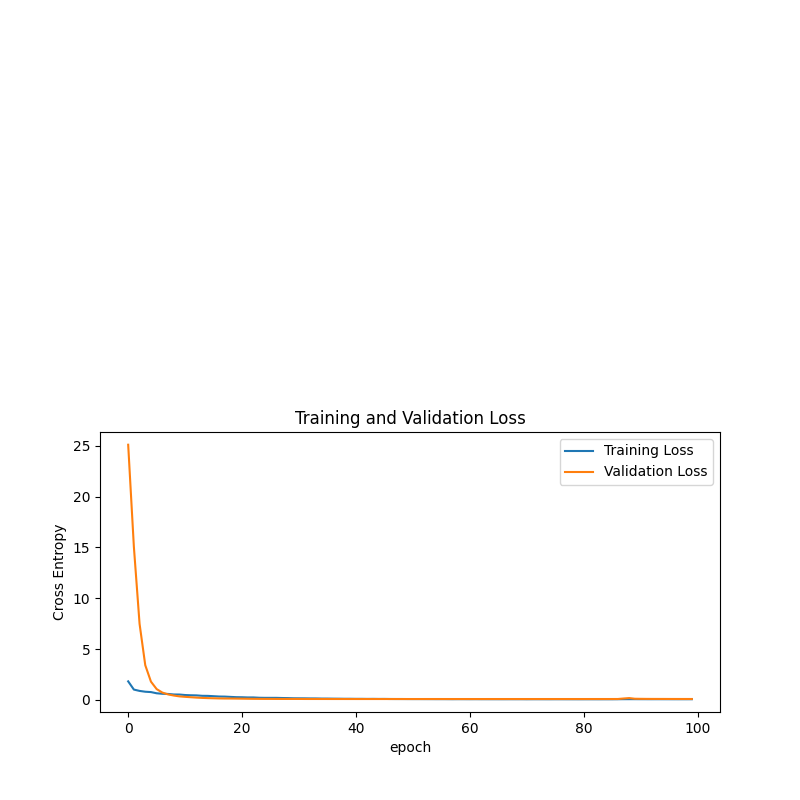 Training and Validation Loss
25
20
15
10
5
0
Cross Entropy
Training Loss
Validation Loss
0 20 40 60 80 100
epoch